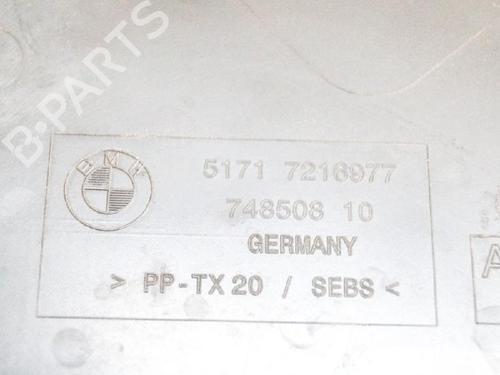 B-PARTS
BMW
5171 7216977
748508 10
GERMANY
> PP-TX 20 / SEBS <
A